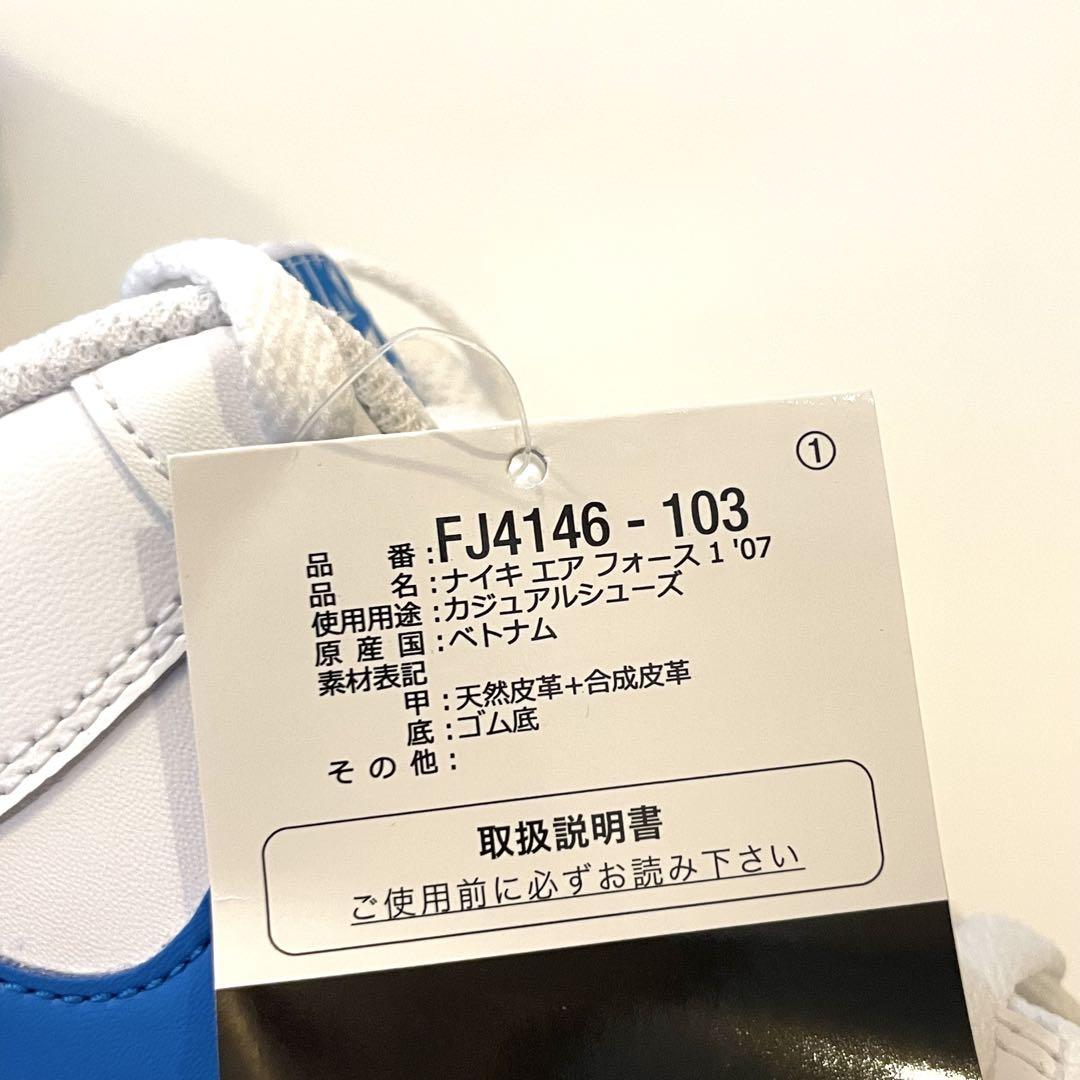 ①
品 番:FJ4146 - 103
品 名:ナイキ エア フォース 1 '07
使用用途:カジュアルシューズ
原 産 国:ベトナム
素材表記
甲:天然皮革+合成皮革
底:ゴム底
そ の 他:
取扱説明書
ご使用前に必ずお読み下さい